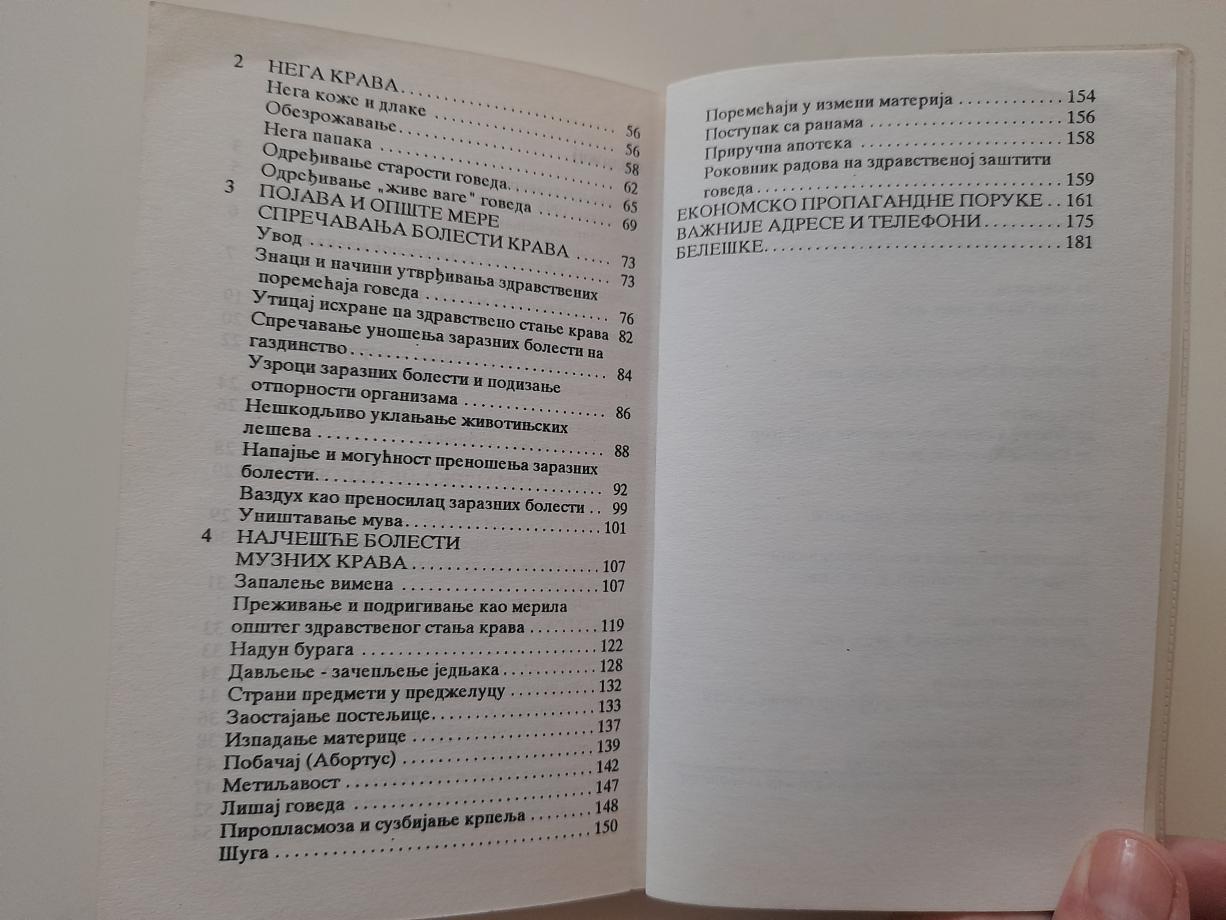 2 НЕГА КРАВА........................ 56
Нега коже и длаке ........................ 56
Обезрожавање........................ 58
Нега папака ........................ 62
Одређивање старости говеда........................ 65
Одређивање „живе ваге" говеда ............ 69
3 ПОЈАВА И ОПШТЕ МЕРЕ
СПРЕЧАВАЊА БОЛЕСТИ КРАВА ..... 73
Увод ........................ 73
Знаци и начини утврђивања здравствених
поремећаја говеда ........................ 76
Утицај исхране па здравствено стање крава 82
Спречавање уношења заразних болести на
газдинство........................ 84
Узроци заразних болести и подизање
отпорности организама ................ 86
Нешкодљиво уклањање животињских
лешева ........................ 88
Напајње и могућност преношења заразних
болести........................ 92
Ваздух као преносилац заразних болести .. 99
Уништавање мува........................ 101
4 НАЈЧЕШЋЕ БОЛЕСТИ
МУЗНИХ КРАВА........................ 107
Запалење вимена ........................ 107
Преживање и подригивање као мерила
општег здравственог стања крава ......... 119
Надун бурага ........................ 122
Дављење - зачепљење једњака ............ 128
Страни предмети у преджелуцу ........... 132
Заостајање постељице........................ 133
Изпадање материце ........................ 137
Побачај (Абортус) ........................ 139
Метиљавост ........................ 142
Лишај говеда ........................ 147
Пироплазмоза и сузбијање крпеља ........ 148
Шуга ........................ 150
Поремећаји у измени материја ............ 154
Поступак са ранама ........................ 156
Приручна апотека ........................ 158
Роковник радова на здравственој заштити
говеда........................ 159
ЕКОНОМСКО ПРОПАГАНДНЕ ПОРУКЕ .. 161
ВАЖНИЈЕ АДРЕСЕ И ТЕЛЕФОНИ......... 175
БЕЛЕШКЕ........................ 181